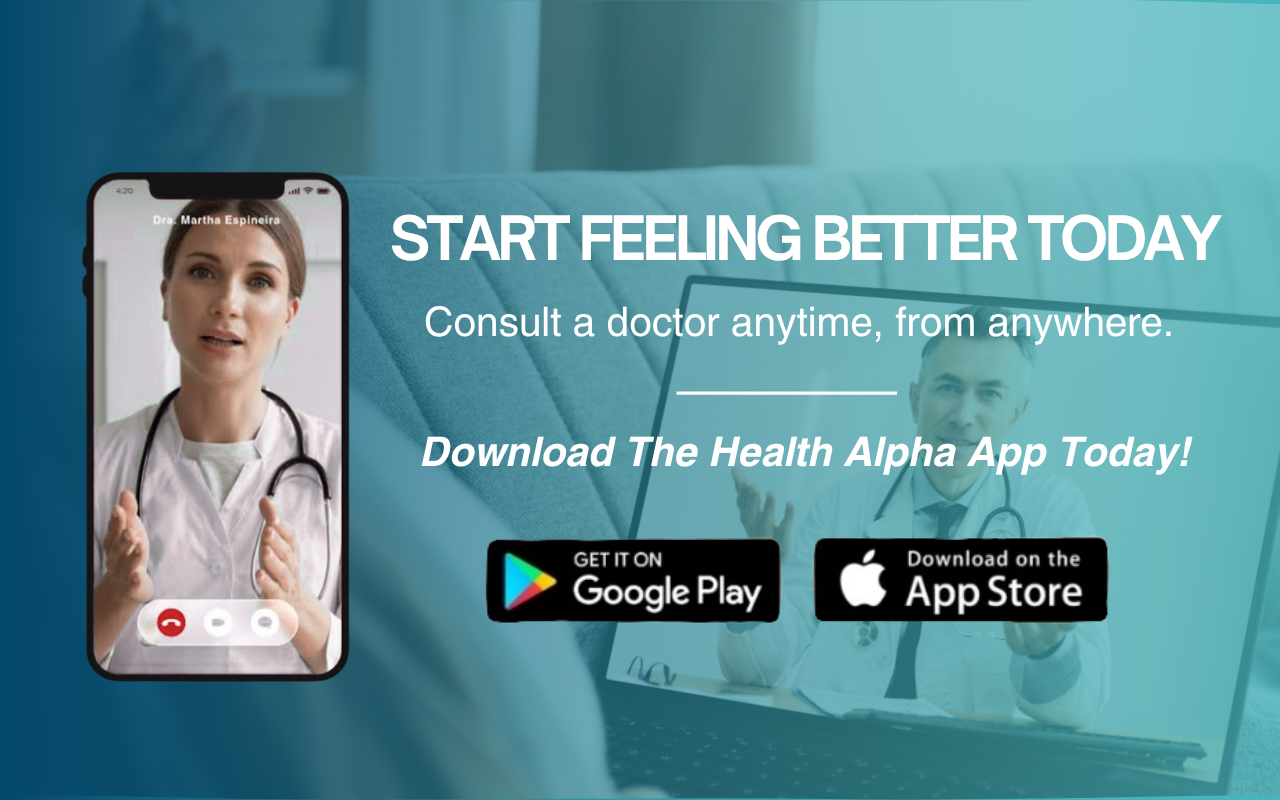 4:20
Dra. Martha Espineira
START FEELING BETTER TODAY
Consult a doctor anytime, from anywhere.
Download The Health Alpha App Today!
GET IT ON
Google Play
Download on the
App Store